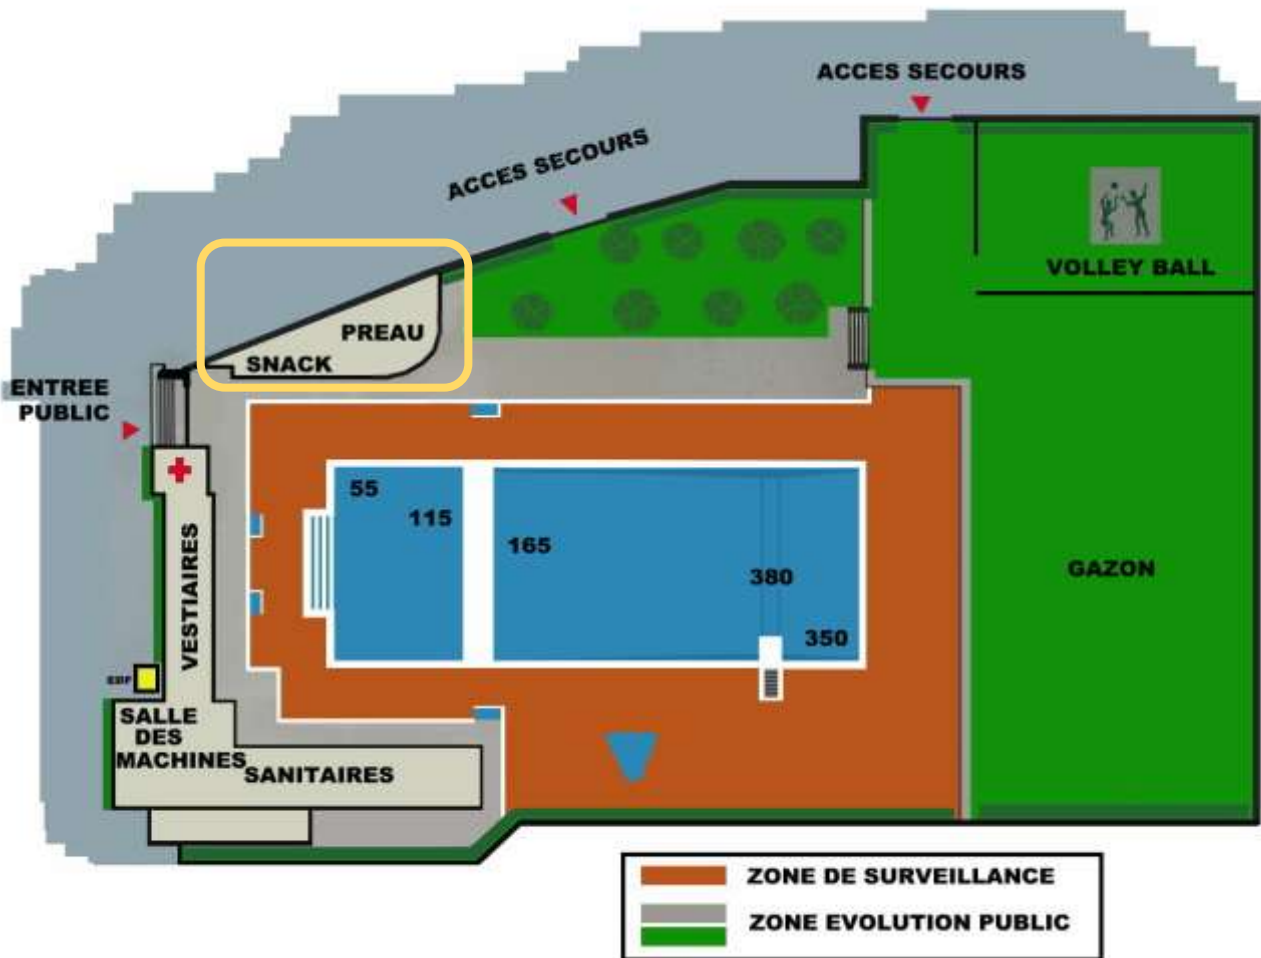 ACCES SECOURS
ACCES SECOURS
VOLLEY BALL
PREAU
SNACK
ENTREE
PUBLIC
55
115
165
380
350
GAZON
VESTIAIRES
EDF
SALLE
DES
MACHINES
SANITAIRES
ZONE DE SURVEILLANCE
ZONE EVOLUTION PUBLIC